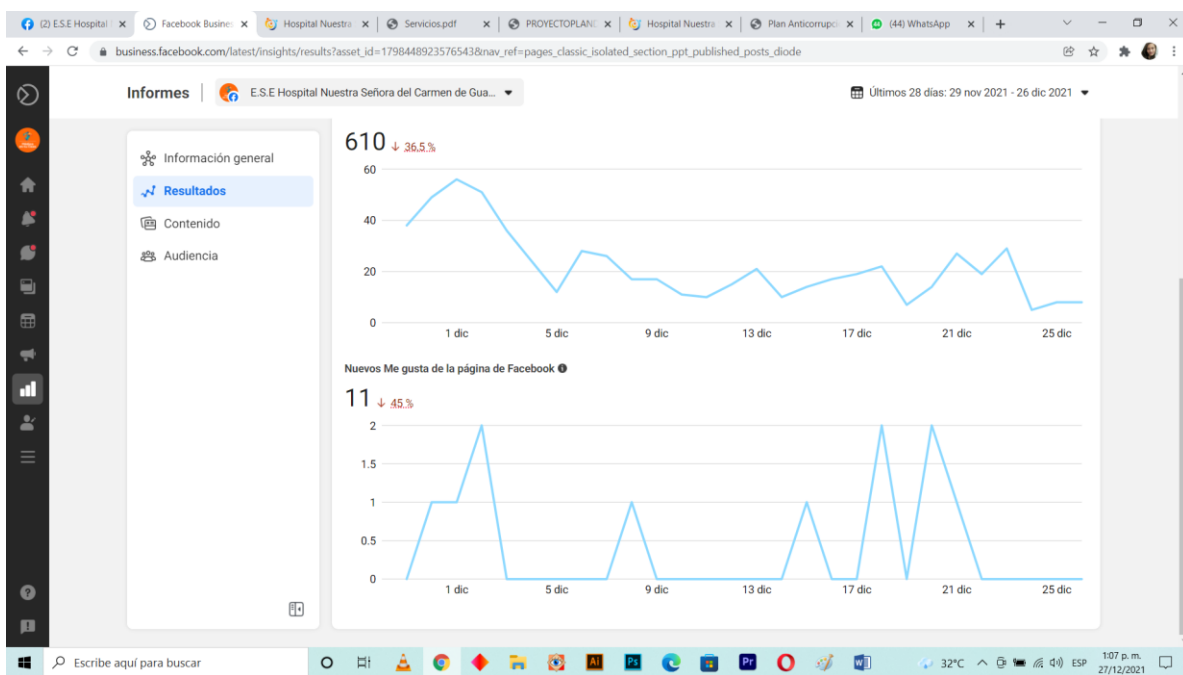 (2) E.S.E Hospital
Facebook Busines
Hospital Nuestra
Servicios.pdf
PROYECTOPLAN
Hospital Nuestra
Plan Anticorrupci
(44) WhatsApp
business.facebook.com/latest/insights/results?asset_id=179844892357654&nav_ref=pages_classic_isolated_section_ppt_published_posts_diode
Informes
E.S.E Hospital Nuestra Señora del Carmen de Gua...
Últimos 28 días: 29 nov 2021 - 26 dic 2021
Información general
Resultados
Contenido
Audiencia
610 ↓ 36.5 %
60
40
20
0
1 dic 5 dic 9 dic 13 dic 17 dic 21 dic 25 dic
Nuevos Me gusta de la página de Facebook
11 ↓ 45 %
2
1.5
1
0.5
0
1 dic 5 dic 9 dic 13 dic 17 dic 21 dic 25 dic
Escribe aquí para buscar
Ai
Ps
Pr
32°C
ESP
1:07 p. m.
27/12/2021